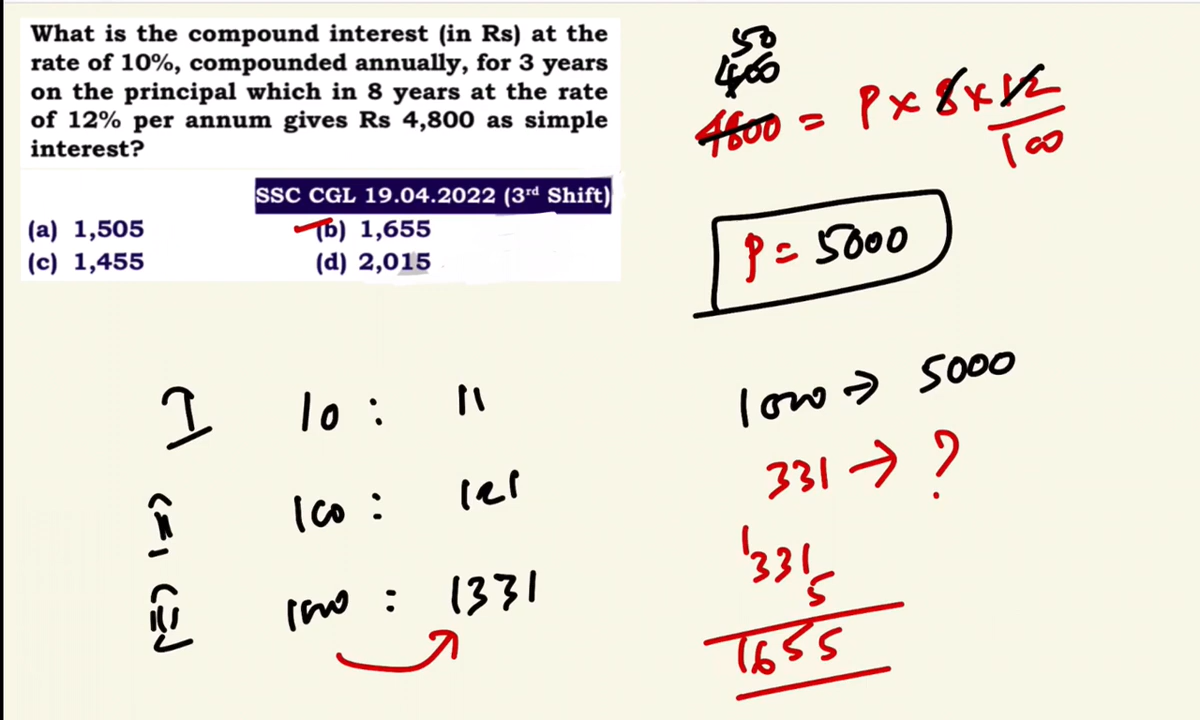 What is the compound interest (in Rs) at the
rate of 10%, compounded annually, for 3 years
on the principal which in 8 years at the rate
of 12% per annum gives Rs 4,800 as simple
interest?
SSC CGL 19.04.2022 (3rd Shift)
(a) 1,505 (b) 1,655
(c) 1,455 (d) 2,015
50
400
4800 = P × 8 × 12
100
P = 5000
I 10 : 11
II 100 : 121
III 1000 : 1331
1000 → 5000
331 → ?
1
331
5
1655